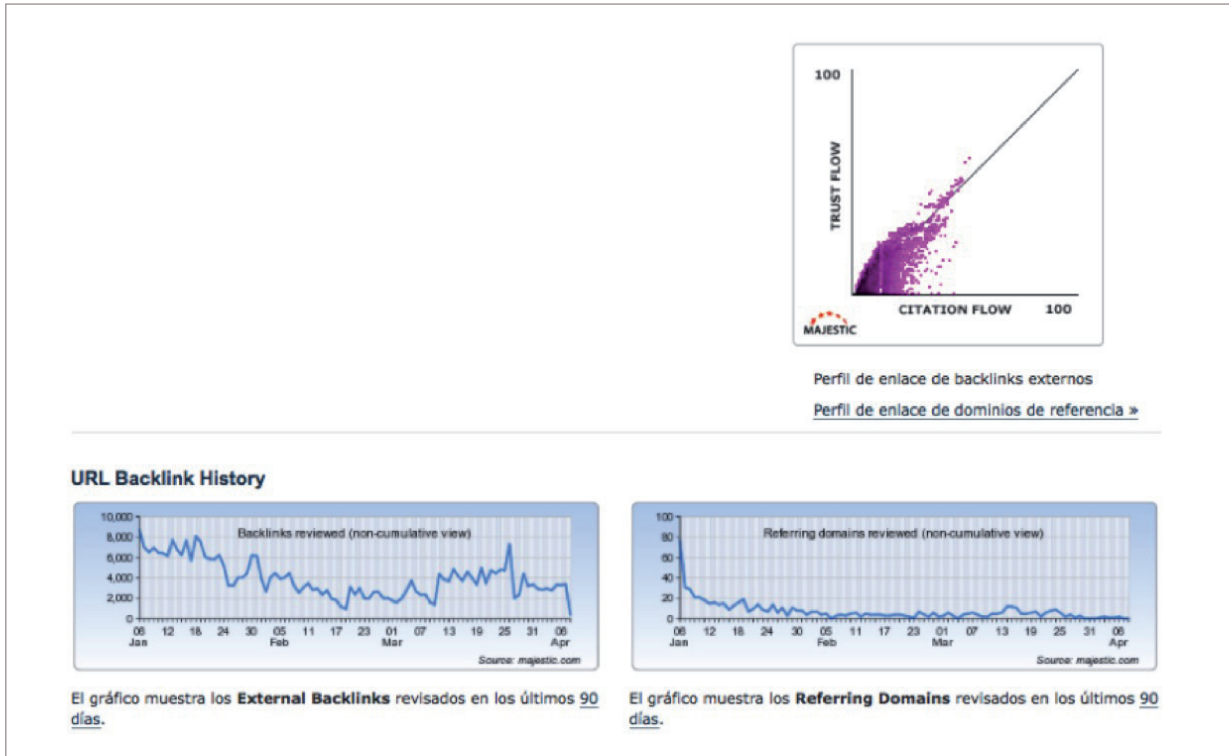 100
TRUST FLOW
CITATION FLOW 100
MAJESTIC
Perfil de enlace de backlinks externos
Perfil de enlace de dominios de referencia »
URL Backlink History
Backlinks reviewed (non-cumulative view)
10,000
8,000
6,000
4,000
2,000
0
06 12 18 24 30 05 11 17 23 01 07 13 19 25 31 06
Jan Feb Mar Apr
Source: majestic.com
El gráfico muestra los External Backlinks revisados en los últimos 90
días.
Referring domains reviewed (non-cumulative view)
100
80
60
40
20
0
06 12 18 24 30 05 11 17 23 01 07 13 19 25 31 06
Jan Feb Mar Apr
Source: majestic.com
El gráfico muestra los Referring Domains revisados en los últimos 90
días.